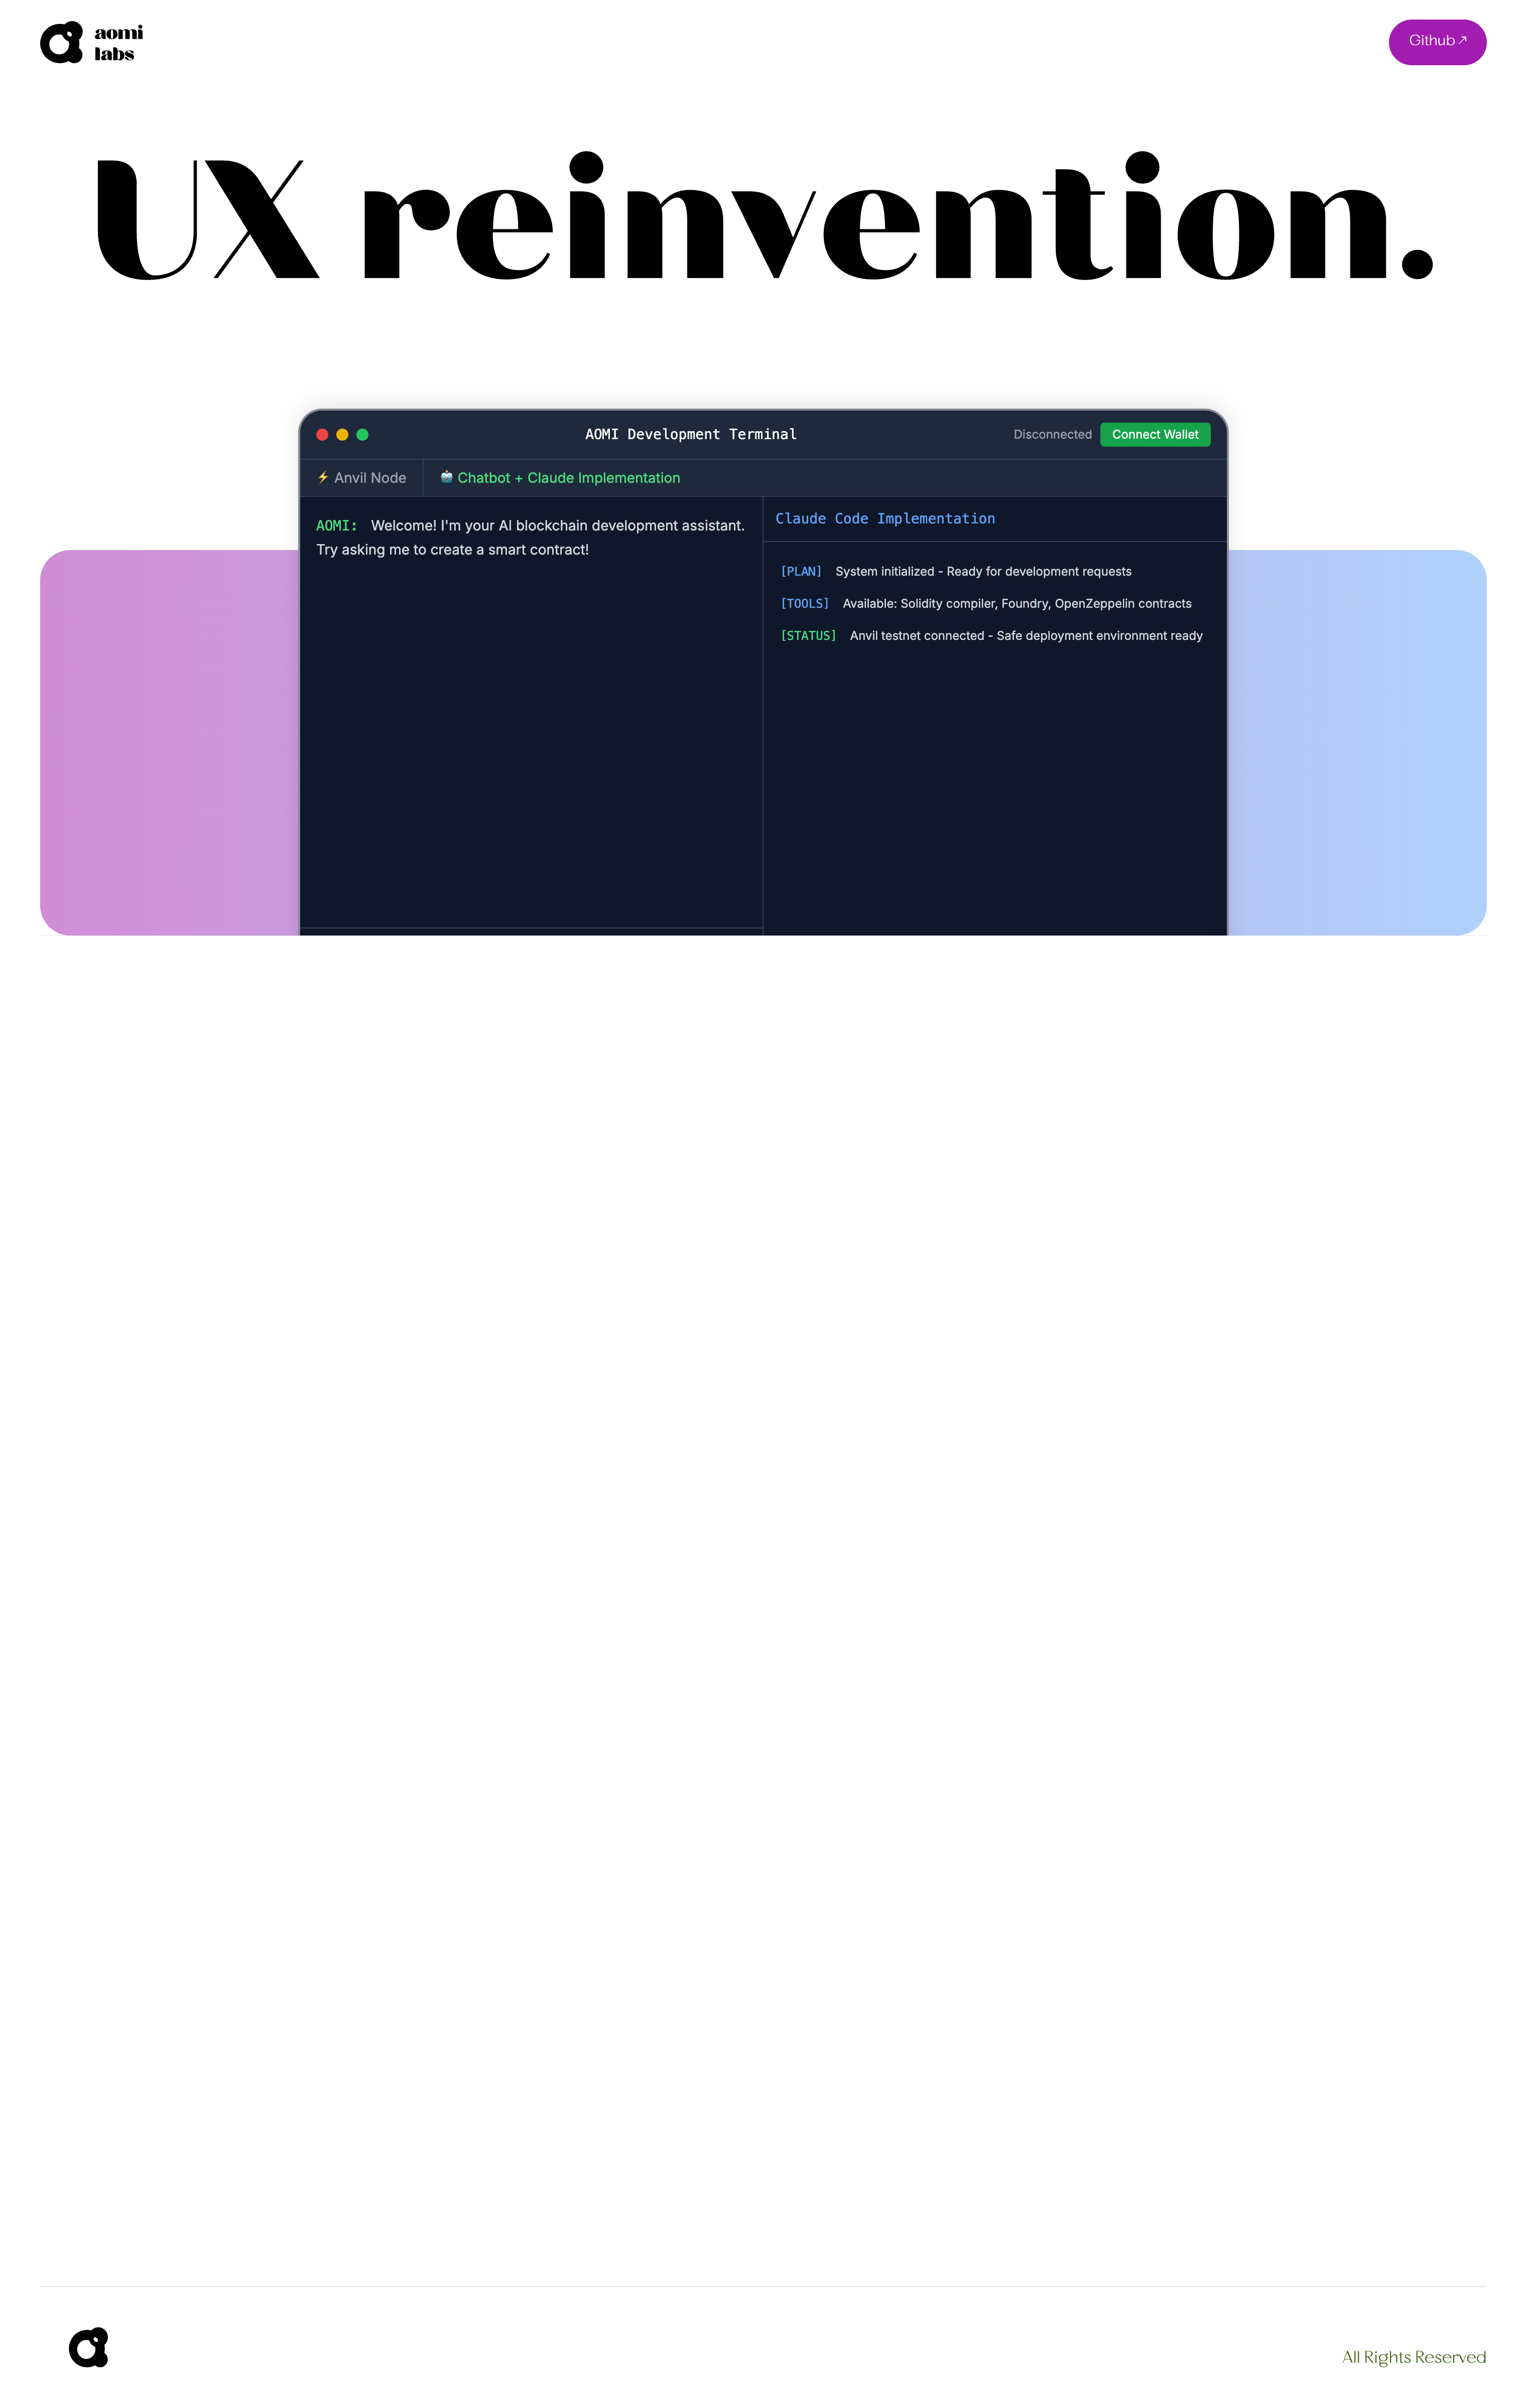 aomi
labs
Github ↗
UX reinvention.
AOMI Development Terminal
Disconnected
Connect Wallet
⚡ Anvil Node
🤖 Chatbot + Claude Implementation
AOMI: Welcome! I'm your AI blockchain development assistant.
Try asking me to create a smart contract!
Claude Code Implementation
[PLAN] System initialized - Ready for development requests
[TOOLS] Available: Solidity compiler, Foundry, OpenZeppelin contracts
[STATUS] Anvil testnet connected - Safe deployment environment ready
All Rights Reserved